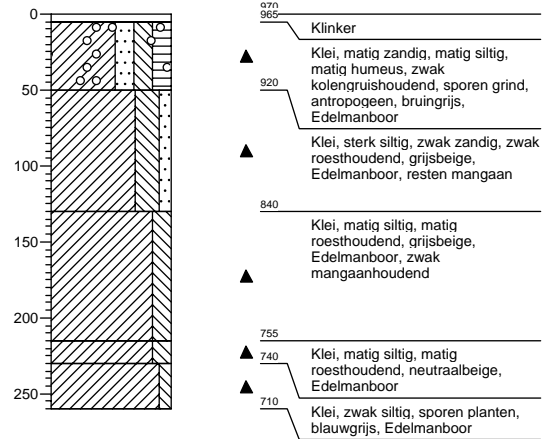 0
50
100
150
200
250
970
965
Klinker
Klei, matig zandig, matig siltig,
matig humeus, zwak
kolengruishoudend, sporen grind,
antropogeen, bruingrijs,
Edelmanboor
920
Klei, sterk siltig, zwak zandig, zwak
roesthoudend, grijsbeige,
Edelmanboor, resten mangaan
840
Klei, matig siltig, matig
roesthoudend, grijsbeige,
Edelmanboor, zwak
mangaanhoudend
755
Klei, matig siltig, matig
roesthoudend, neutraalbeige,
Edelmanboor
740
710
Klei, zwak siltig, sporen planten,
blauwgrijs, Edelmanboor